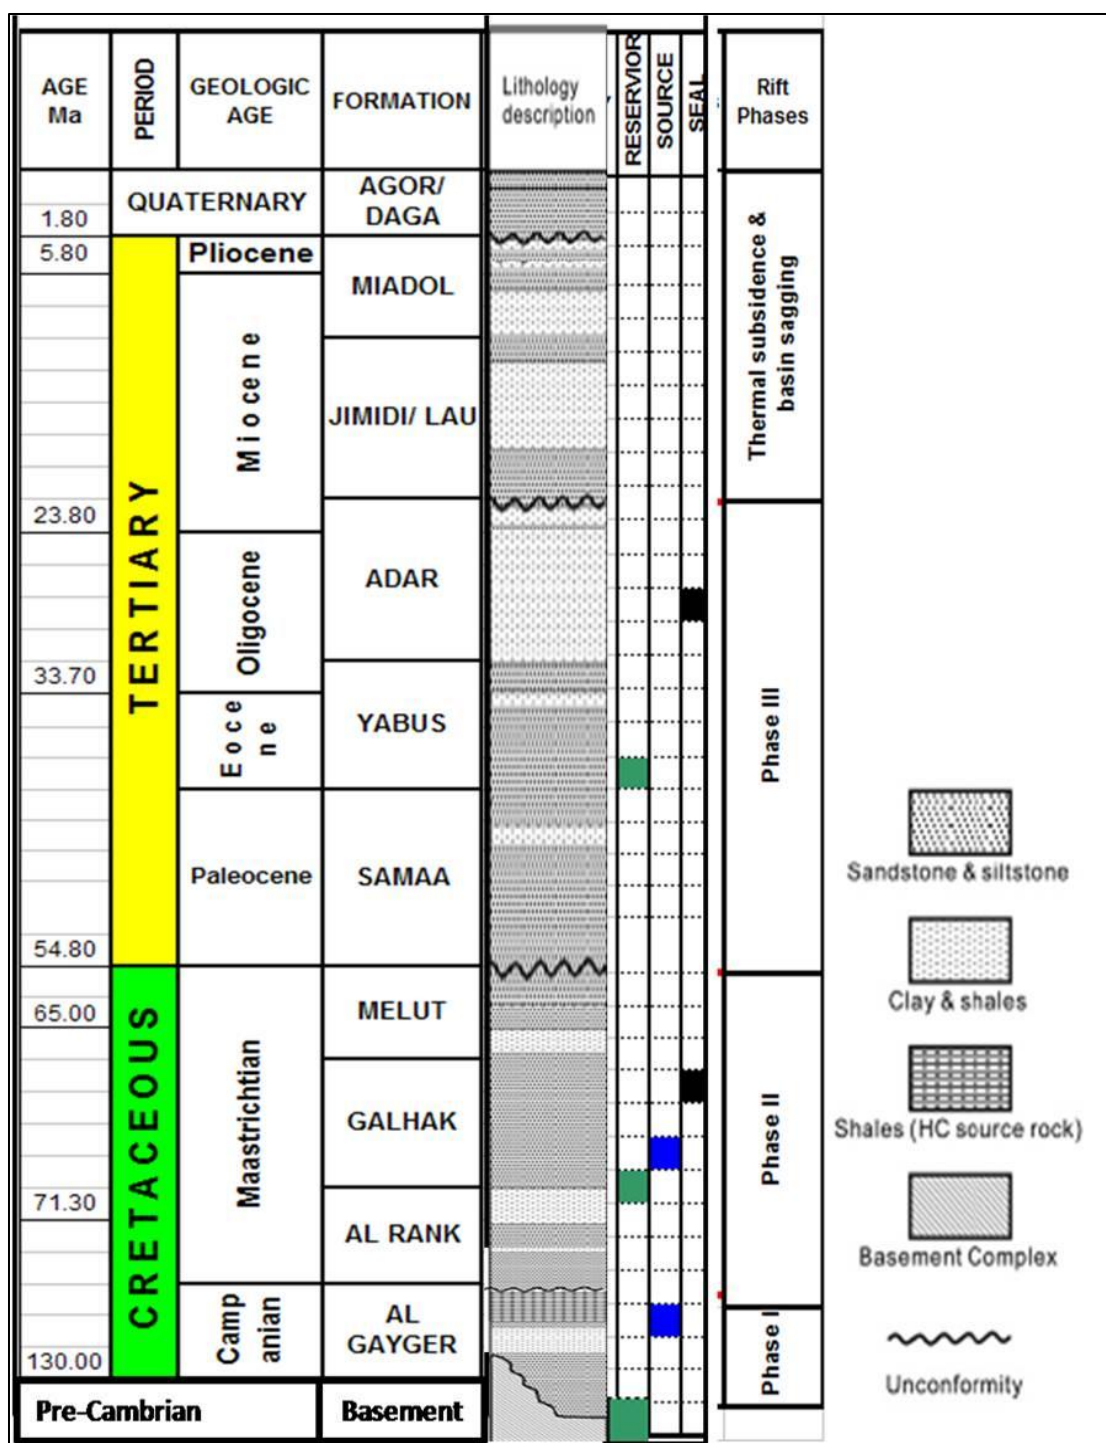 AGE
Ma
PERIOD
GEOLOGIC
AGE
FORMATION
Lithology
description
RESERVIOR
SOURCE
SEAL
Rift
Phases
QUATERNARY
AGOR/
DAGA
1.80
5.80
Pliocene
MIADOL
Miocene
JIMIDI/ LAU
Thermal subsidence &
basin sagging
TERTIARY
23.80
ADAR
Oligocene
33.70
YABUS
Eoce
ne
Phase III
Paleocene
SAMAA
54.80
CRETACEOUS
65.00
MELUT
Maastrichtian
GALHAK
Phase II
71.30
AL RANK
Camp
anian
AL
GAYGER
Phase I
130.00
Pre-Cambrian
Basement
Sandstone & siltstone
Clay & shales
Shales (HC source rock)
Basement Complex
Unconformity